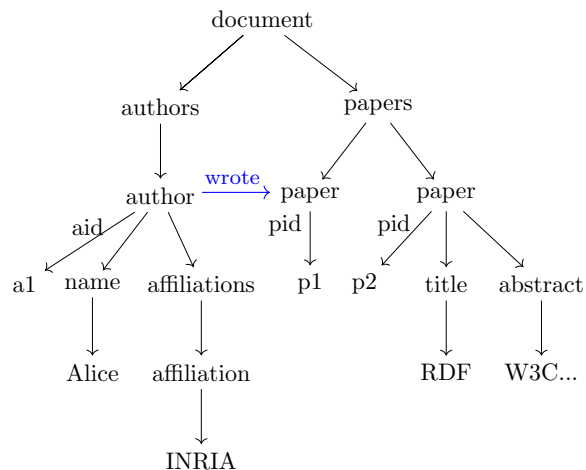 document
authors papers
wrote
author paper paper
aid pid pid
a1 name affiliations p1 p2 title abstract
Alice affiliation RDF W3C...
INRIA